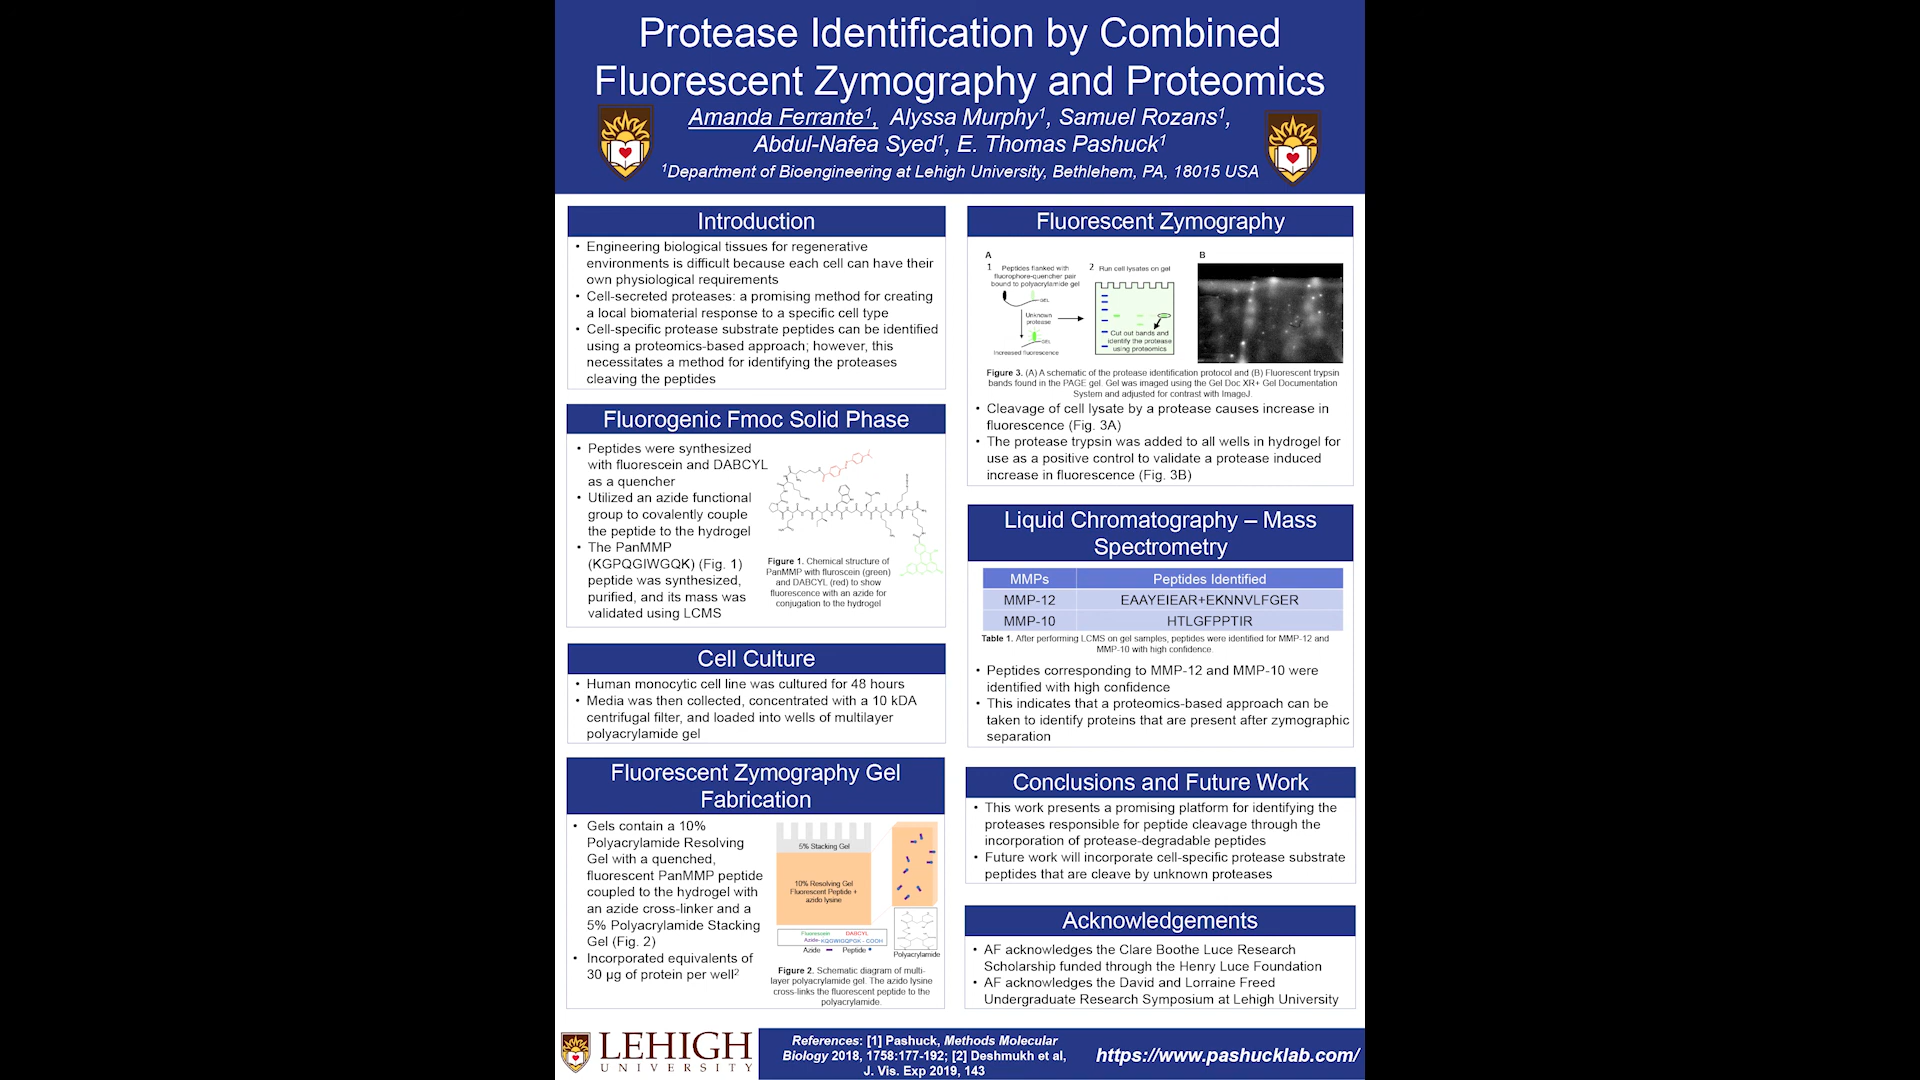 Protease Identification by Combined
Fluorescent Zymography and Proteomics
Amanda Ferrante1, Alyssa Murphy1, Samuel Rozans1,
Abdul-Nafea Syed1, E. Thomas Pashuck1
1Department of Bioengineering at Lehigh University, Bethlehem, PA, 18015 USA
Introduction
• Engineering biological tissues for regenerative
environments is difficult because each cell can have their
own physiological requirements
• Cell-secreted proteases: a promising method for creating
a local biomaterial response to a specific cell type
• Cell-specific protease substrate peptides can be identified
using a proteomics-based approach; however, this
necessitates a method for identifying the proteases
cleaving the peptides
Fluorogenic Fmoc Solid Phase
• Peptides were synthesized
with fluorescein and DABCYL
as a quencher
• Utilized an azide functional
group to covalently couple
the peptide to the hydrogel
• The PanMMP
(KGPQGIWGQK) (Fig. 1)
peptide was synthesized,
purified, and its mass was
validated using LCMS
Figure 1. Chemical structure of
PanMMP with fluroscein (green)
and DABCYL (red) to show
fluorescence with an azide for
conjugation to the hydrogel
Cell Culture
• Human monocytic cell line was cultured for 48 hours
• Media was then collected, concentrated with a 10 kDA
centrifugal filter, and loaded into wells of multilayer
polyacrylamide gel
Fluorescent Zymography Gel
Fabrication
• Gels contain a 10%
Polyacrylamide Resolving
Gel with a quenched,
fluorescent PanMMP peptide
coupled to the hydrogel with
an azide cross-linker and a
5% Polyacrylamide Stacking
Gel (Fig. 2)
• Incorporated equivalents of
30 µg of protein per well2
5% Stacking Gel
10% Resolving Gel
Fluorescent Peptide +
azido lysine
Fluorescein DABCYL
Azide-KQGWIGQPGK - COOH
Azide Peptide
Polyacrylamide
Figure 2. Schematic diagram of multi-
layer polyacrylamide gel. The azido lysine
cross-links the fluorescent peptide to the
polyacrylamide.
Fluorescent Zymography
A
1 Peptides flanked with
fluorophore-quencher pair
bound to polyacrylamide gel
GEL
Unknown
protease
GEL
Increased fluorescence
2 Run cell lysates on gel
Cut out bands and
identify the protease
using proteomics
B
Figure 3. (A) A schematic of the protease identification protocol and (B) Fluorescent trypsin
bands found in the PAGE gel. Gel was imaged using the Gel Doc XR+ Gel Documentation
System and adjusted for contrast with ImageJ.
• Cleavage of cell lysate by a protease causes increase in
fluorescence (Fig. 3A)
• The protease trypsin was added to all wells in hydrogel for
use as a positive control to validate a protease induced
increase in fluorescence (Fig. 3B)
Liquid Chromatography – Mass
Spectrometry
MMPs Peptides Identified
MMP-12 EAAYEIEAR+EKNNVLFGER
MMP-10 HTLGFPPTIR
Table 1. After performing LCMS on gel samples, peptides were identified for MMP-12 and
MMP-10 with high confidence.
• Peptides corresponding to MMP-12 and MMP-10 were
identified with high confidence
• This indicates that a proteomics-based approach can be
taken to identify proteins that are present after zymographic
separation
Conclusions and Future Work
• This work presents a promising platform for identifying the
proteases responsible for peptide cleavage through the
incorporation of protease-degradable peptides
• Future work will incorporate cell-specific protease substrate
peptides that are cleave by unknown proteases
Acknowledgements
• AF acknowledges the Clare Boothe Luce Research
Scholarship funded through the Henry Luce Foundation
• AF acknowledges the David and Lorraine Freed
Undergraduate Research Symposium at Lehigh University
LEHIGH
UNIVERSITY
References: [1] Pashuck, Methods Molecular
Biology 2018, 1758:177-192; [2] Deshmukh et al,
J. Vis. Exp 2019, 143
https://www.pashucklab.com/